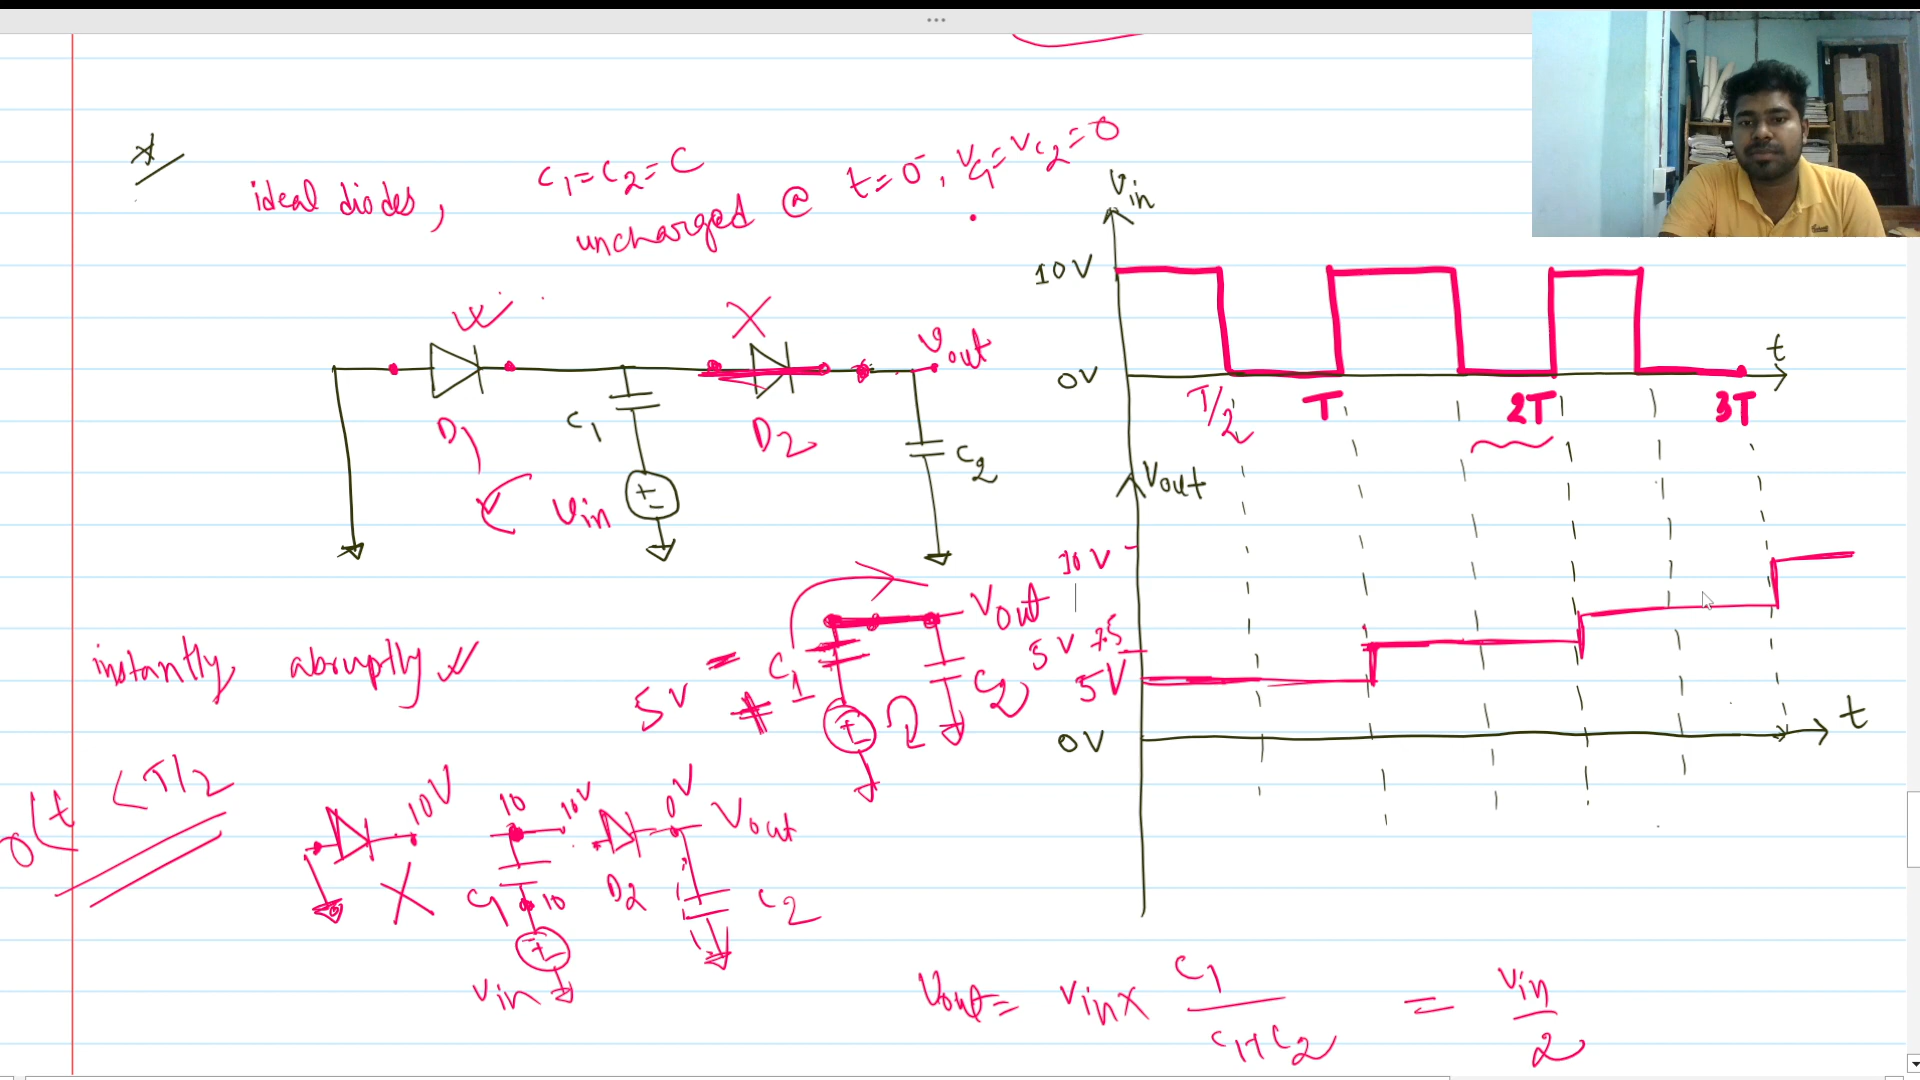 ideal diodes, C1=C2=C
uncharged @ t=0⁻, VC1=VC2=0
Vin
10V
0V
t
T/2 T 2T 3T
D1 C1 D2 Vout
Vin C2
Vout
10V
5V 7.5
5V
0V
t
instantly, abruptly
= C1 C2 Vout
5V
0<t <T/2
10V 10 10V 0V Vout
C1 10 D2 C2
Vin
Vout = Vin x C1/C1+C2 = Vin/2